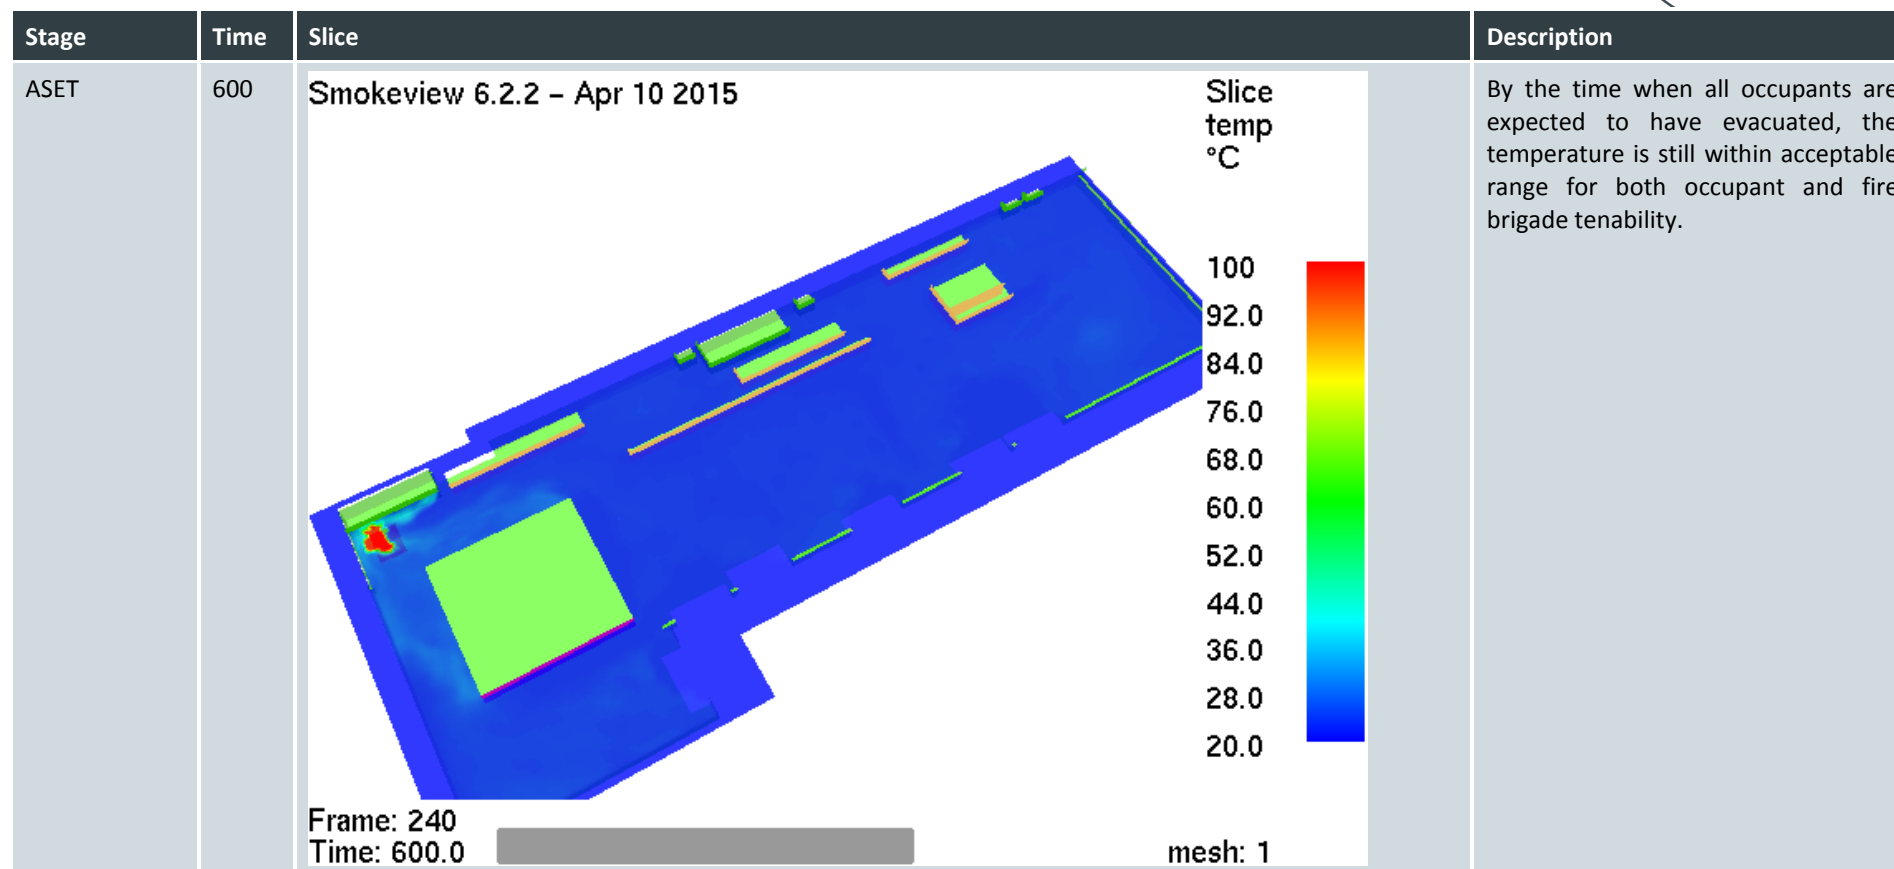 Stage Time Slice Description
ASET 600
Smokeview 6.2.2 – Apr 10 2015
Slice
temp
°C
100
92.0
84.0
76.0
68.0
60.0
52.0
44.0
36.0
28.0
20.0
Frame: 240
Time: 600.0
mesh: 1
By the time when all occupants are
expected to have evacuated, the
temperature is still within acceptable
range for both occupant and fire
brigade tenability.